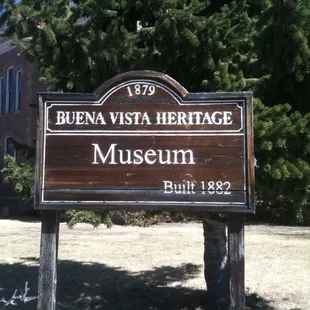 1879
BUENA VISTA HERITAGE
Museum
Built 1882